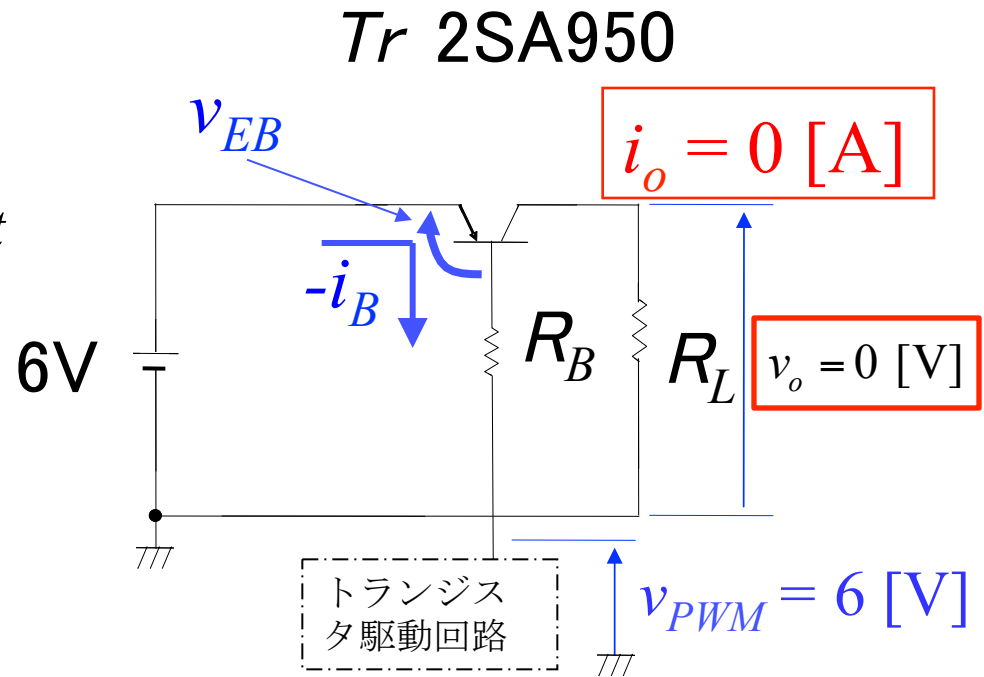 Tr 2SA950
v_EB
i_o = 0 [A]
t
-i_B
6V
R_B
R_L
v_o = 0 [V]
トランジス
タ駆動回路
v_PWM = 6 [V]